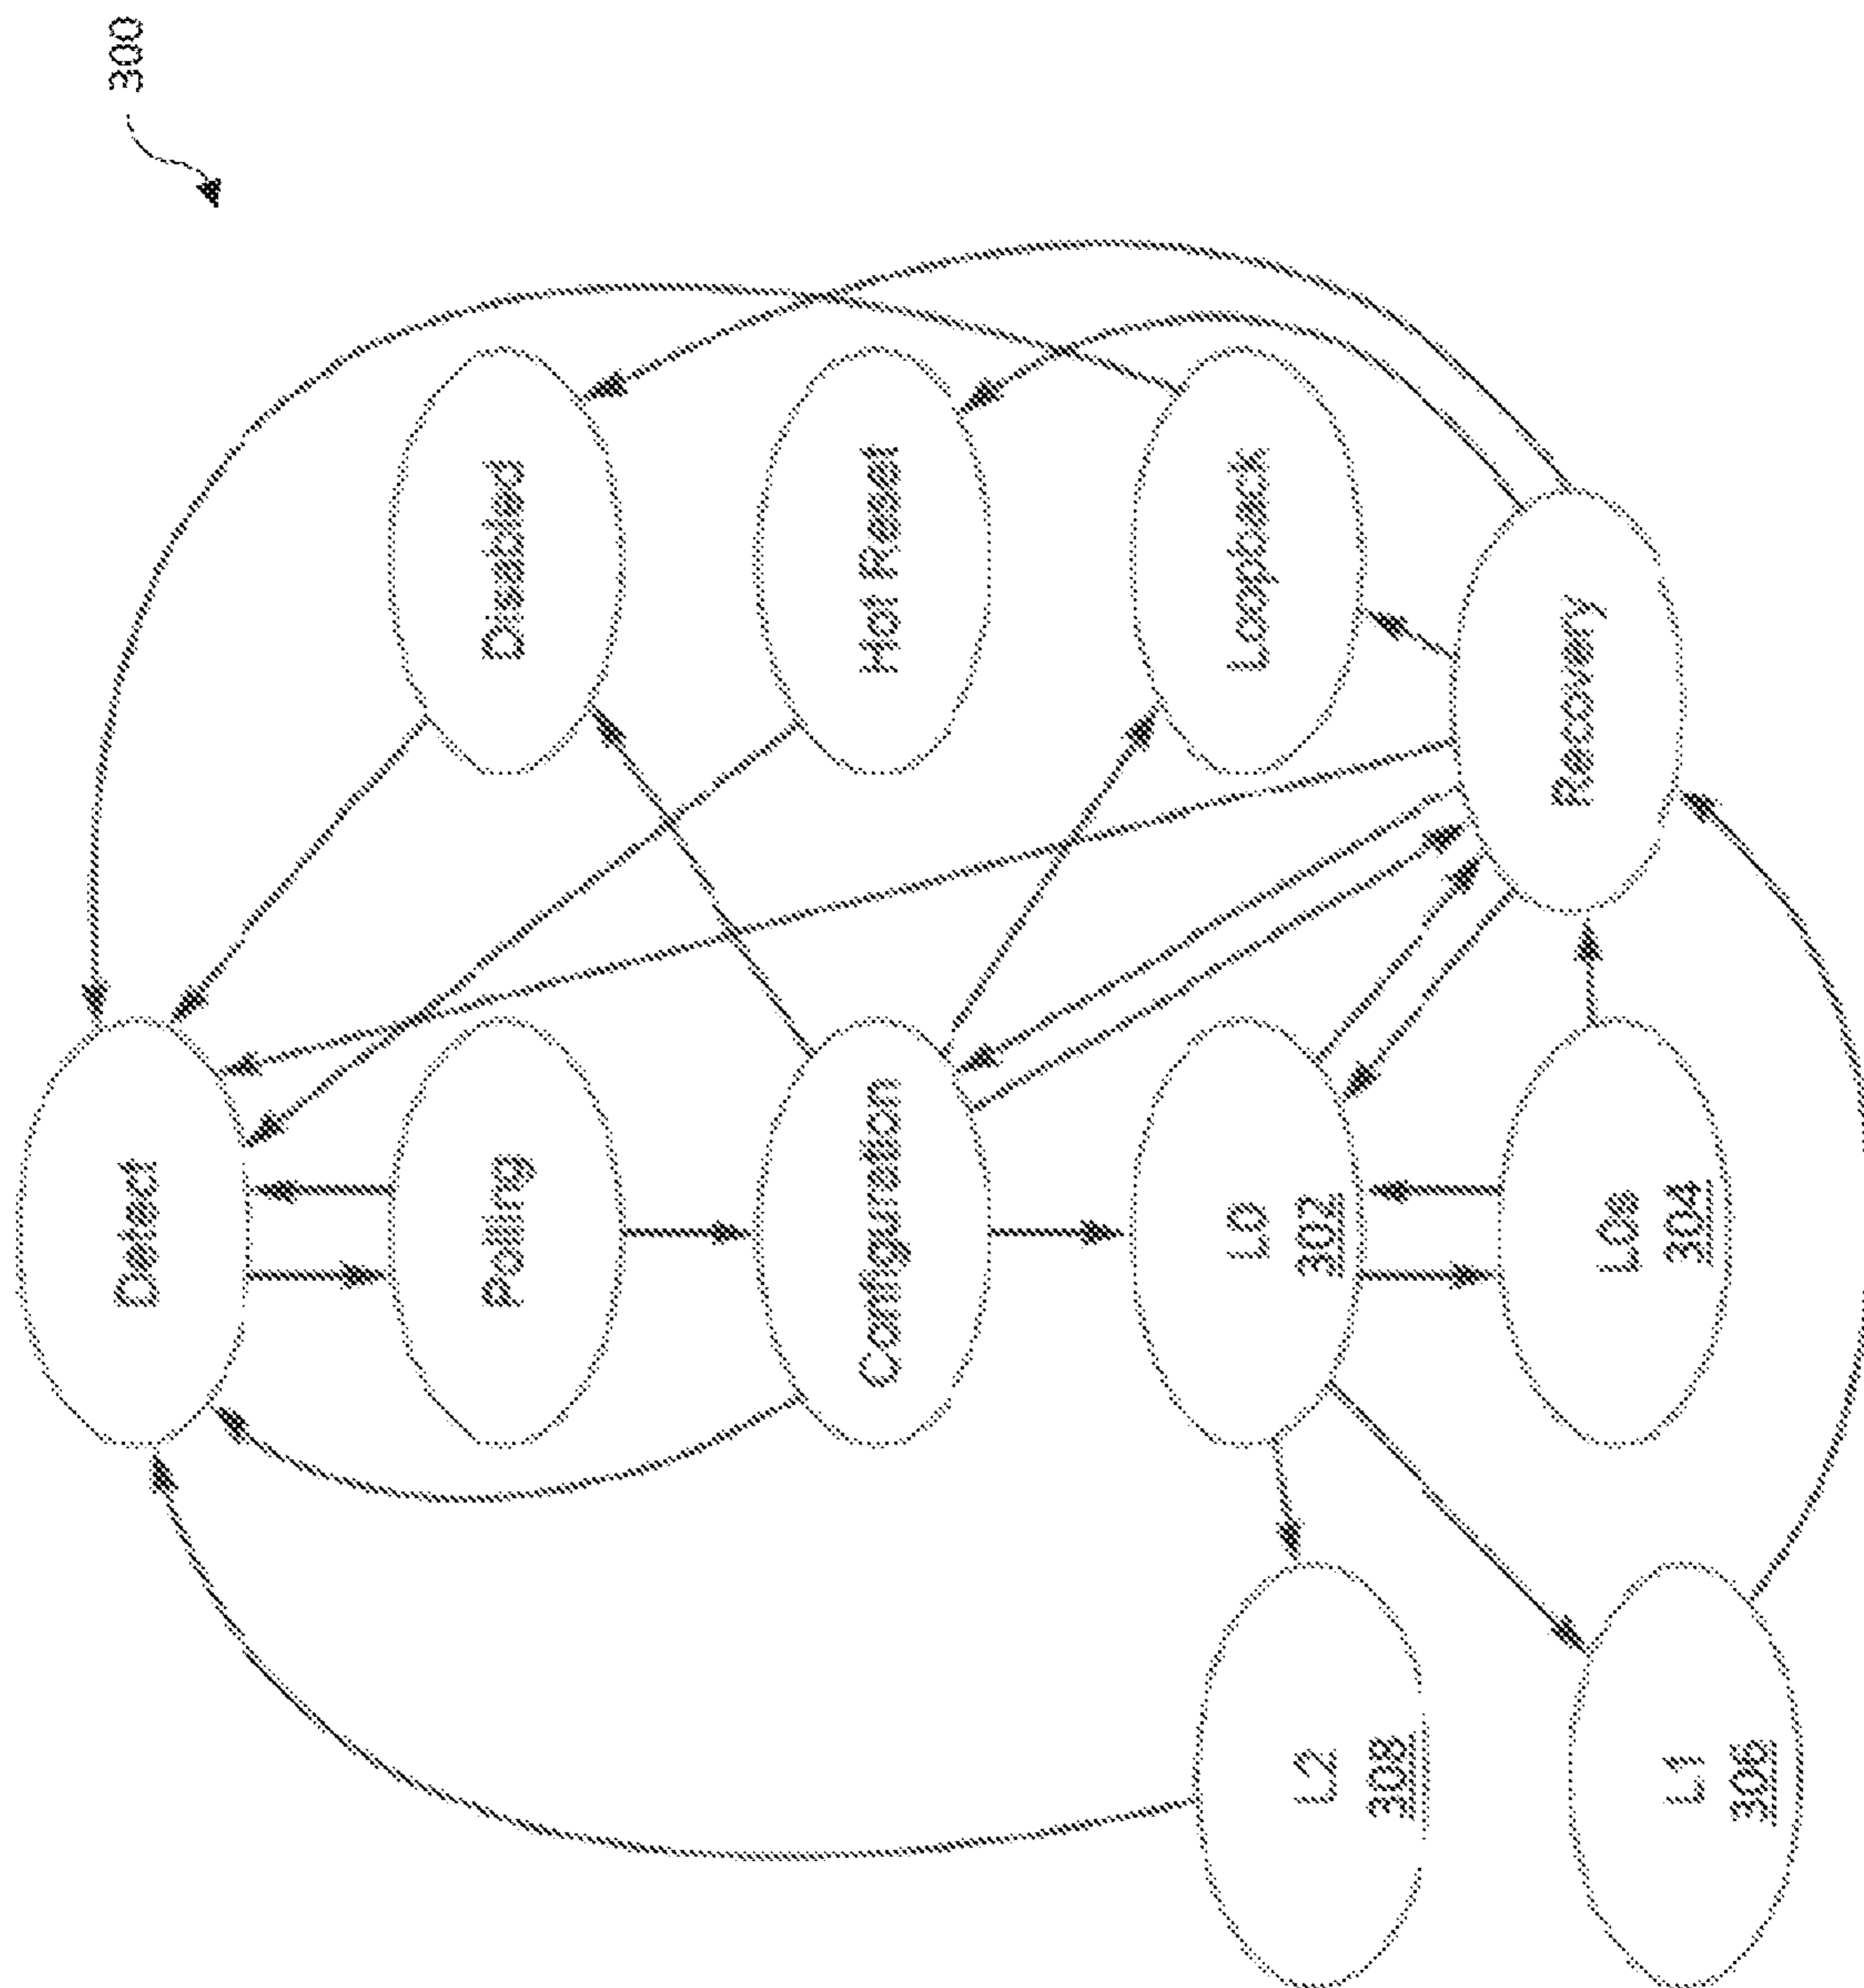 300
Detect
Disabled
Polling
Hot Reset
Configuration
Loopback
L0
302
L2
308
Recovery
L0s
304
L1
306